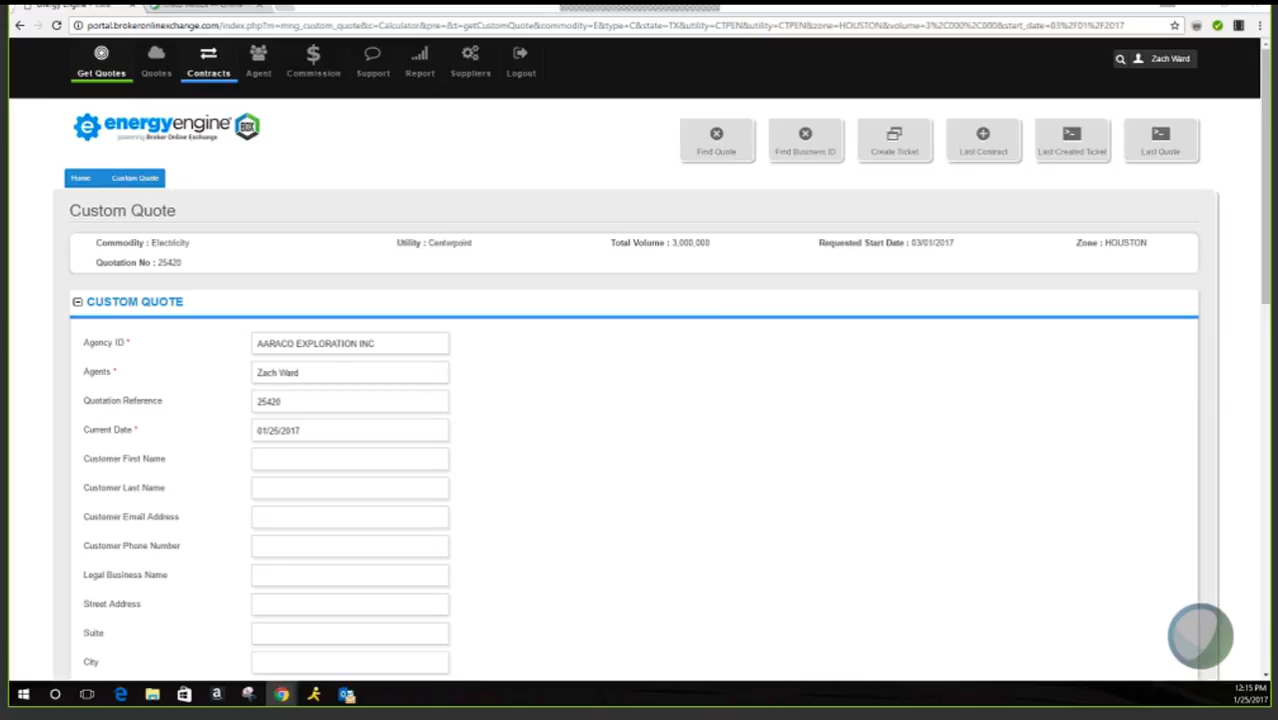 portal.brokeronlinexchange.com/index.php?m=mng_custom_quote&c=Calculator&pre=&t=getCustomQuote&commodity=E&type=C&state=TX&utility=CTPEN&utility=CTPEN&zone=HOUSTON&volume=3%2C000%2C000&start_date=03%2F01%2F2017
Get Quotes Quotes Contracts Agent Commission Support Report Suppliers Logout Zach Ward
energyengine BOX
powering Broker Online Exchange
Find Quote Find Business ID Create Ticket Last Contract Last Created Ticket Last Quote
Home Custom Quote
Custom Quote
Commodity : Electricity Utility : Centerpoint Total Volume : 3,000,000 Requested Start Date : 03/01/2017 Zone : HOUSTON
Quotation No : 25420
CUSTOM QUOTE
Agency ID * AARACO EXPLORATION INC
Agents * Zach Ward
Quotation Reference 25420
Current Date * 01/25/2017
Customer First Name
Customer Last Name
Customer Email Address
Customer Phone Number
Legal Business Name
Street Address
Suite
City
12:15 PM
1/25/2017